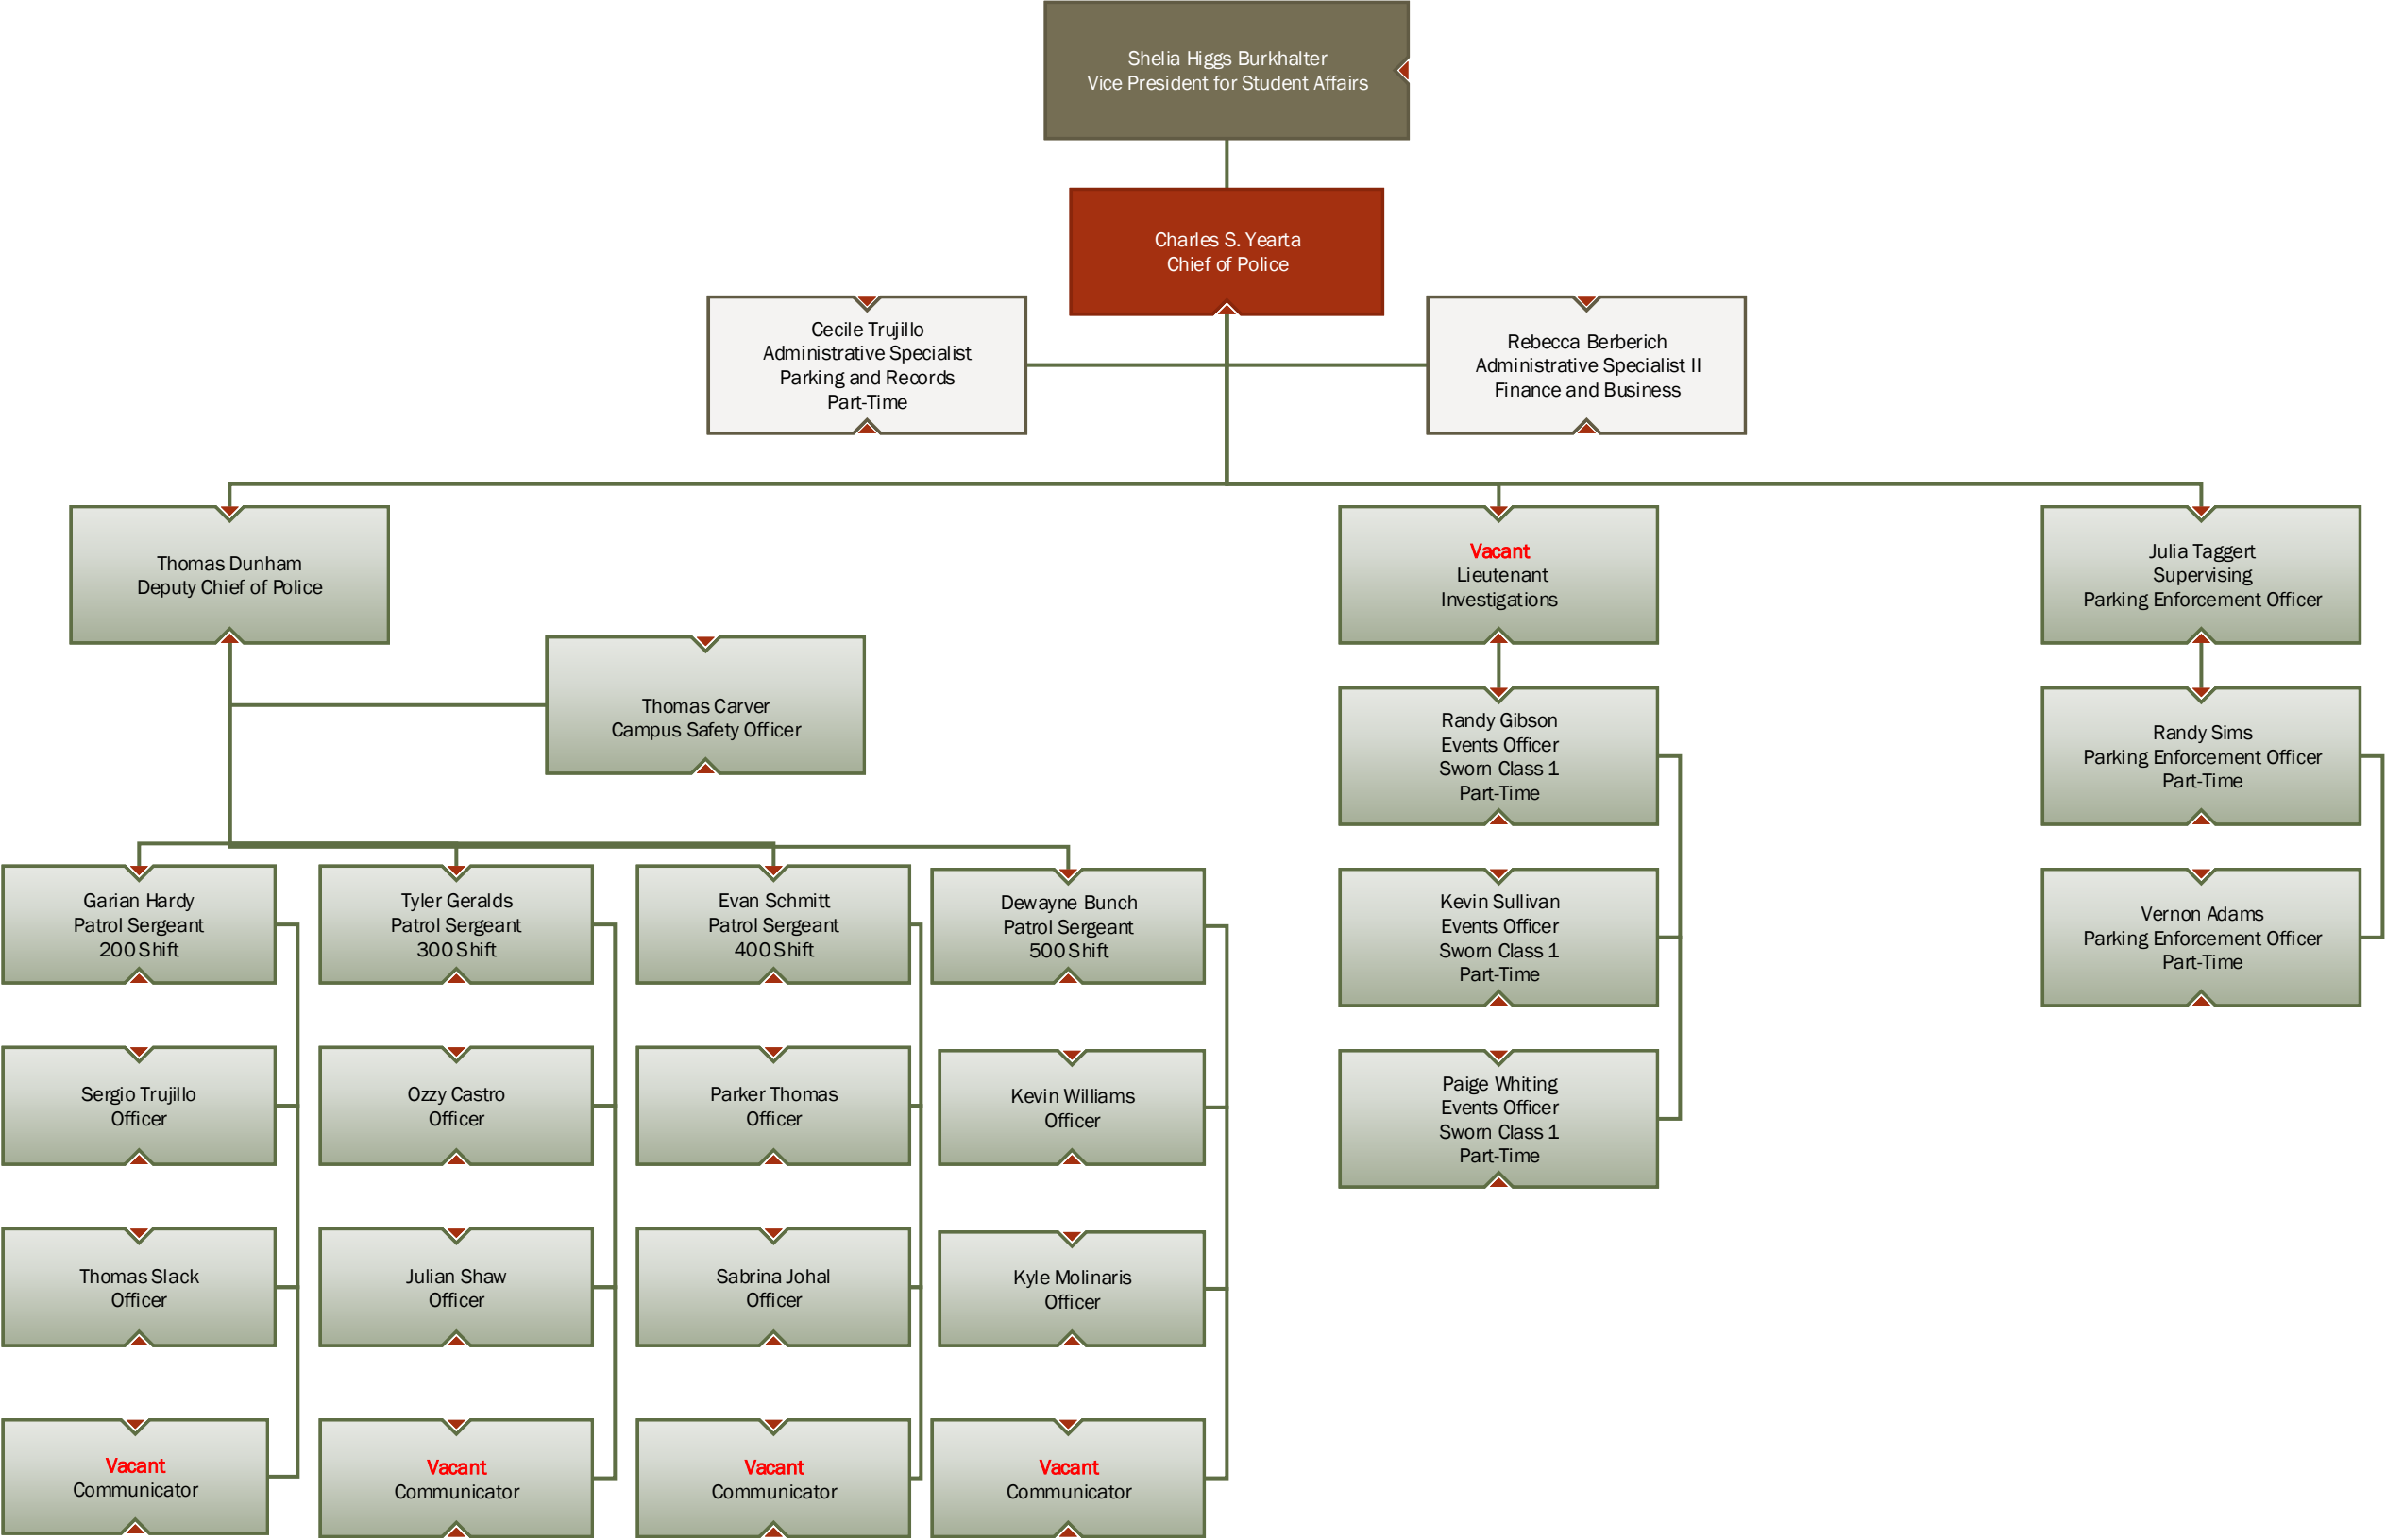 Shelia Higgs Burkhalter
Vice President for Student Affairs
Charles S. Yearta
Chief of Police
Cecile Trujillo
Administrative Specialist
Parking and Records
Part-Time
Rebecca Berberich
Administrative Specialist II
Finance and Business
Thomas Dunham
Deputy Chief of Police
Vacant
Lieutenant
Investigations
Julia Taggert
Supervising
Parking Enforcement Officer
Thomas Carver
Campus Safety Officer
Randy Gibson
Events Officer
Sworn Class 1
Part-Time
Randy Sims
Parking Enforcement Officer
Part-Time
Garian Hardy
Patrol Sergeant
200 Shift
Tyler Geralds
Patrol Sergeant
300 Shift
Evan Schmitt
Patrol Sergeant
400 Shift
Dewayne Bunch
Patrol Sergeant
500 Shift
Kevin Sullivan
Events Officer
Sworn Class 1
Part-Time
Vernon Adams
Parking Enforcement Officer
Part-Time
Sergio Trujillo
Officer
Ozzy Castro
Officer
Parker Thomas
Officer
Kevin Williams
Officer
Paige Whiting
Events Officer
Sworn Class 1
Part-Time
Thomas Slack
Officer
Julian Shaw
Officer
Sabrina Johal
Officer
Kyle Molinaris
Officer
Vacant
Communicator
Vacant
Communicator
Vacant
Communicator
Vacant
Communicator